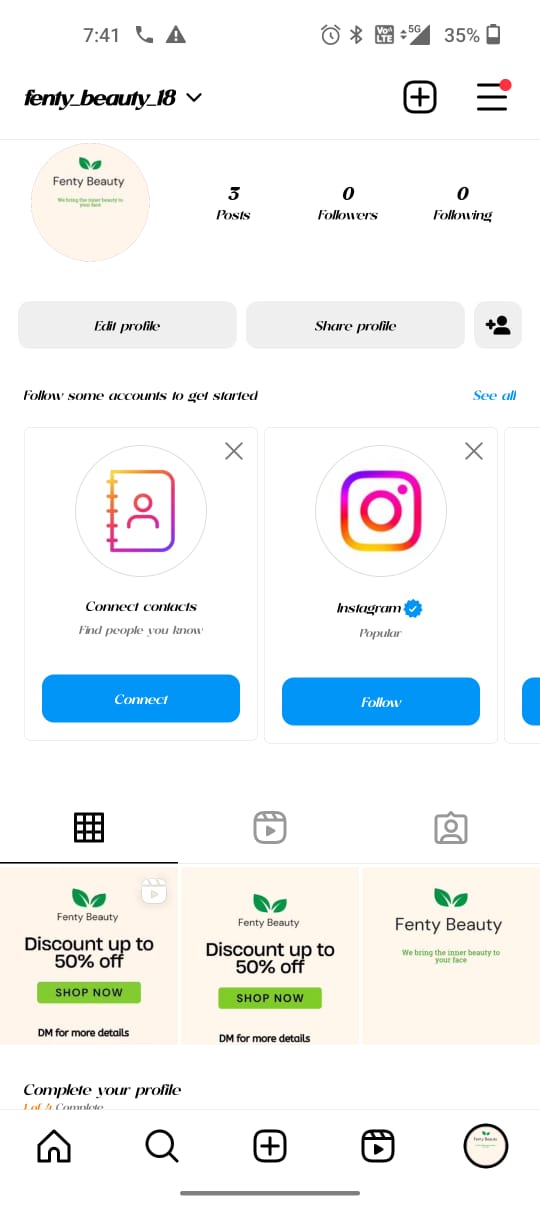 7:41
Vo)) LTE 5G 35%
fenty_beauty_18
Fenty Beauty
We bring the inner beauty to
your face
3 0 0
Posts Followers Following
Edit profile Share profile
Follow some accounts to get started See all
Connect contacts
Find people you know
Connect
Instagram
Popular
Follow
Fenty Beauty
Discount up to
50% off
SHOP NOW
DM for more details
Fenty Beauty
Discount up to
50% off
SHOP NOW
DM for more details
Fenty Beauty
We bring the inner beauty to
your face
Complete your profile
1 of 4 Complete
Fenty Beauty